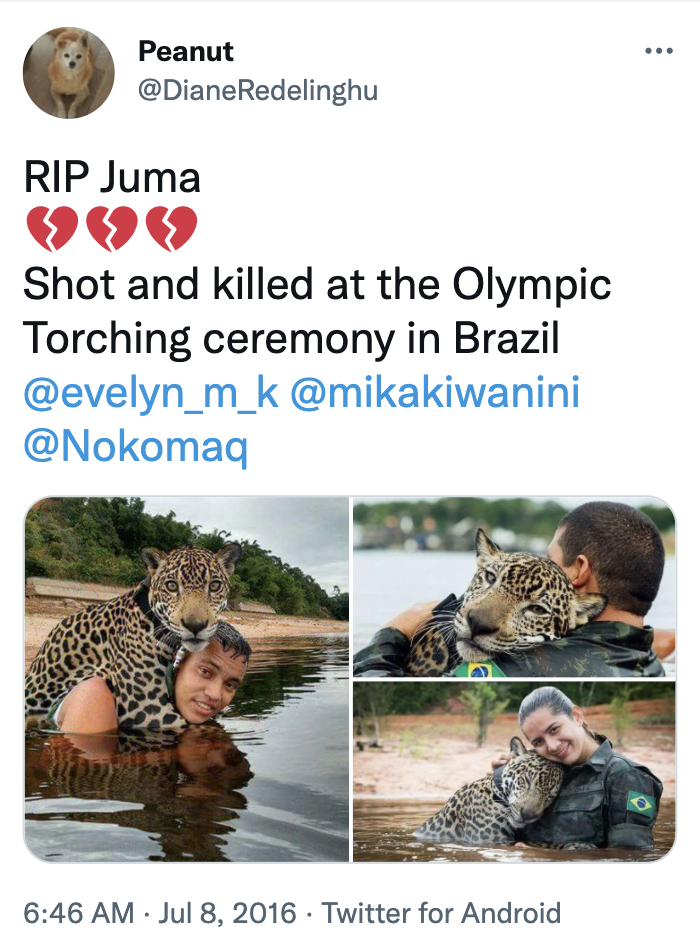 Peanut
@DianeRedelinghu
RIP Juma
💔💔💔
Shot and killed at the Olympic
Torching ceremony in Brazil
@evelyn_m_k @mikakiwanini
@Nokomaq
6:46 AM · Jul 8, 2016 · Twitter for Android